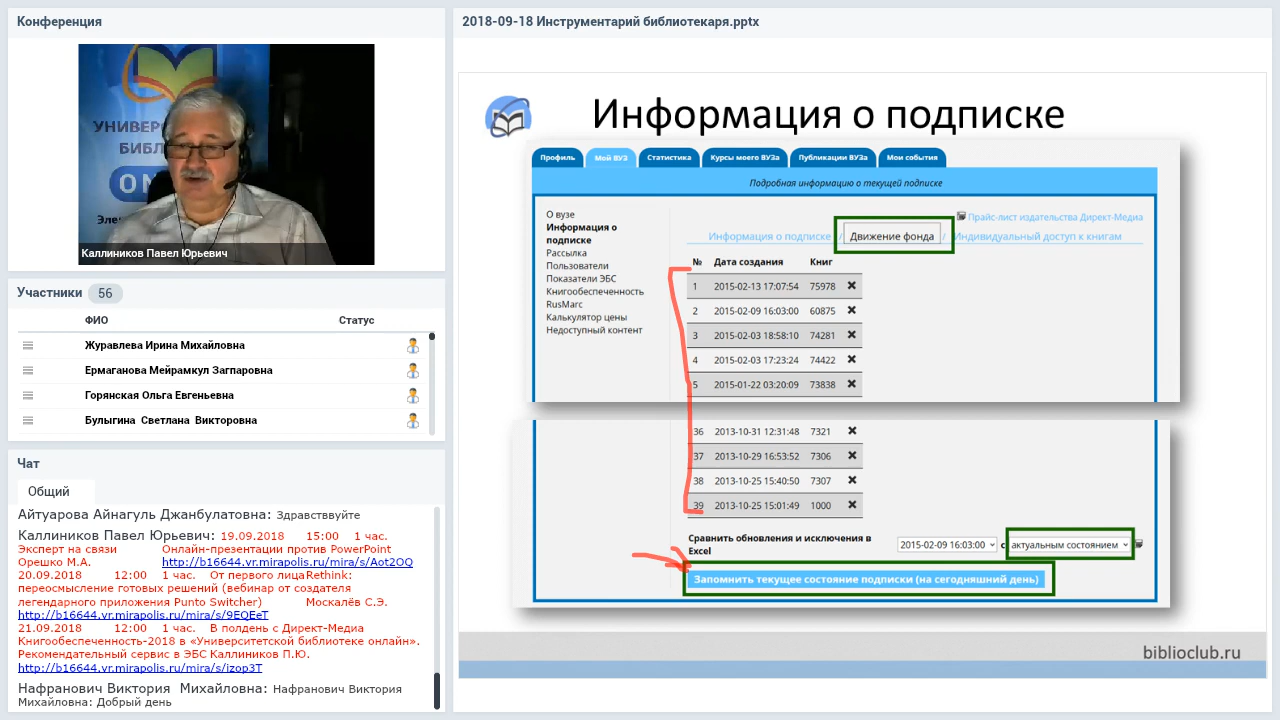 Конференция
УНИВЕР
БИБЛ
Эле
Каллиников Павел Юрьевич
Участники 56
ФИО Статус
Журавлева Ирина Михайловна
Ермаганова Мейрамкул Загпаровна
Горянская Ольга Евгеньевна
Булыгина Светлана Викторовна
Чат
Общий
Айтуарова Айнагуль Джанбулатовна: Здравстввуйте
Каллиников Павел Юрьевич: 19.09.2018 15:00 1 час.
Эксперт на связи Онлайн-презентации против PowerPoint
Орешко М.А. http://b16644.vr.mirapolis.ru/mira/s/Aot2OQ
20.09.2018 12:00 1 час. От первого лицаRethink:
переосмысление готовых решений (вебинар от создателя
легендарного приложения Punto Switcher) Москалёв С.Э.
http://b16644.vr.mirapolis.ru/mira/s/9EQEeT
21.09.2018 12:00 1 час. В полдень с Директ-Медиа
Книгообеспеченность-2018 в «Университетской библиотеке онлайн».
Рекомендательный сервис в ЭБС Каллиников П.Ю.
http://b16644.vr.mirapolis.ru/mira/s/izop3T
Нафранович Виктория Михайловна: Нафранович Виктория
Михайловна: Добрый день
2018-09-18 Инструментарий библиотекаря.pptx
Информация о подписке
Профиль Мой ВУЗ Статистика Курсы моего ВУЗа Публикации ВУЗа Мои события
Подробная информацию о текущей подписке
О вузе
Информация о
подписке
Рассылка
Пользователи
Показатели ЭБС
Книгообеспеченность
RusMarc
Калькулятор цены
Недоступный контент
Прайс-лист издательства Директ-Медиа
Информация о подписке / Движение фонда / Индивидуальный доступ к книгам
№ Дата создания Книг
1 2015-02-13 17:07:54 75978 ✖
2 2015-02-09 16:03:00 60875 ✖
3 2015-02-03 18:58:10 74281 ✖
4 2015-02-03 17:23:24 74422 ✖
5 2015-01-22 03:20:09 73838 ✖
36 2013-10-31 12:31:48 7321 ✖
37 2013-10-29 16:53:52 7306 ✖
38 2013-10-25 15:40:50 7307 ✖
39 2013-10-25 15:01:49 1000 ✖
Сравнить обновления и исключения в
Excel
2015-02-09 16:03:00 с актуальным состоянием
Запомнить текущее состояние подписки (на сегодняшний день)
biblioclub.ru